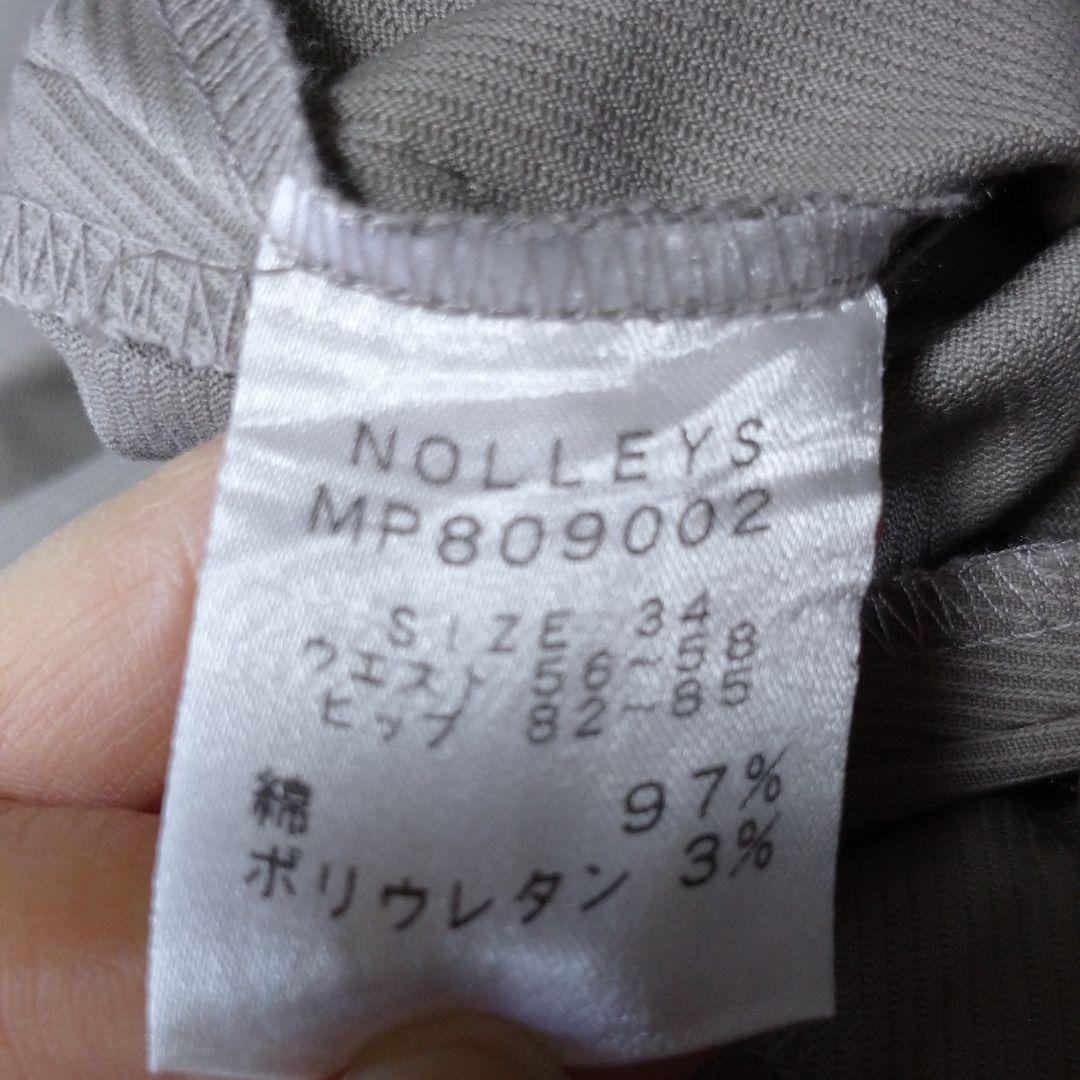 NOLLEYS
MP809002
SIZE 34
ウエスト 56~58
ヒップ 82~85
綿 97%
ポリウレタン 3%